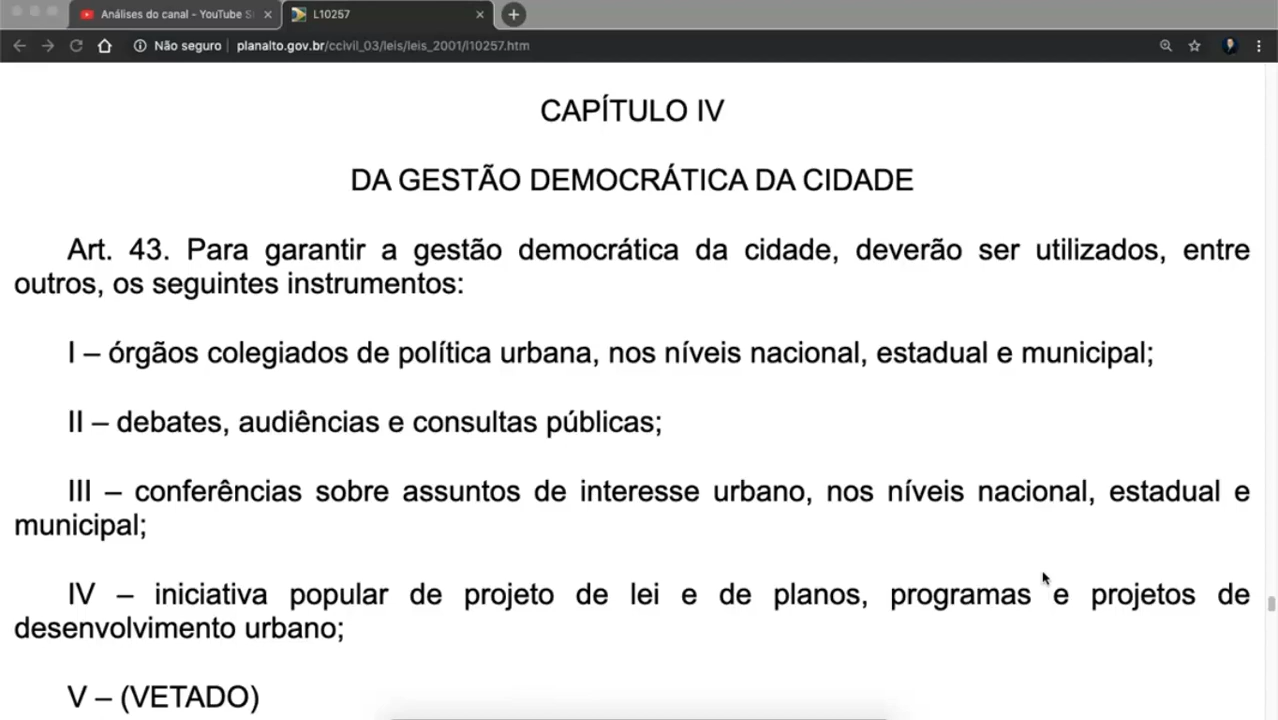 Análises do canal - YouTube S
L10257
Não seguro
planalto.gov.br/ccivil_03/leis/leis_2001/l10257.htm
CAPÍTULO IV
DA GESTÃO DEMOCRÁTICA DA CIDADE
Art. 43. Para garantir a gestão democrática da cidade, deverão ser utilizados, entre
outros, os seguintes instrumentos:
I – órgãos colegiados de política urbana, nos níveis nacional, estadual e municipal;
II – debates, audiências e consultas públicas;
III – conferências sobre assuntos de interesse urbano, nos níveis nacional, estadual e
municipal;
IV – iniciativa popular de projeto de lei e de planos, programas e projetos de
desenvolvimento urbano;
V – (VETADO)